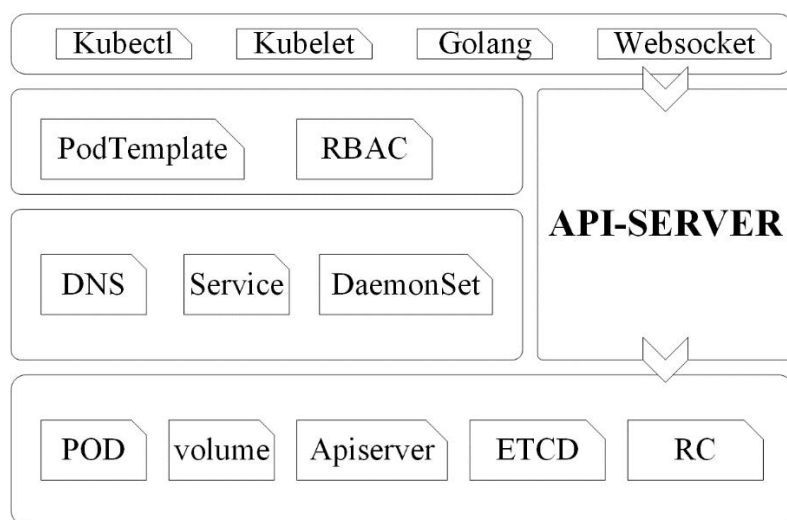 Kubectl Kubelet Golang Websocket
PodTemplate RBAC
API-SERVER
DNS Service DaemonSet
POD volume Apiserver ETCD RC